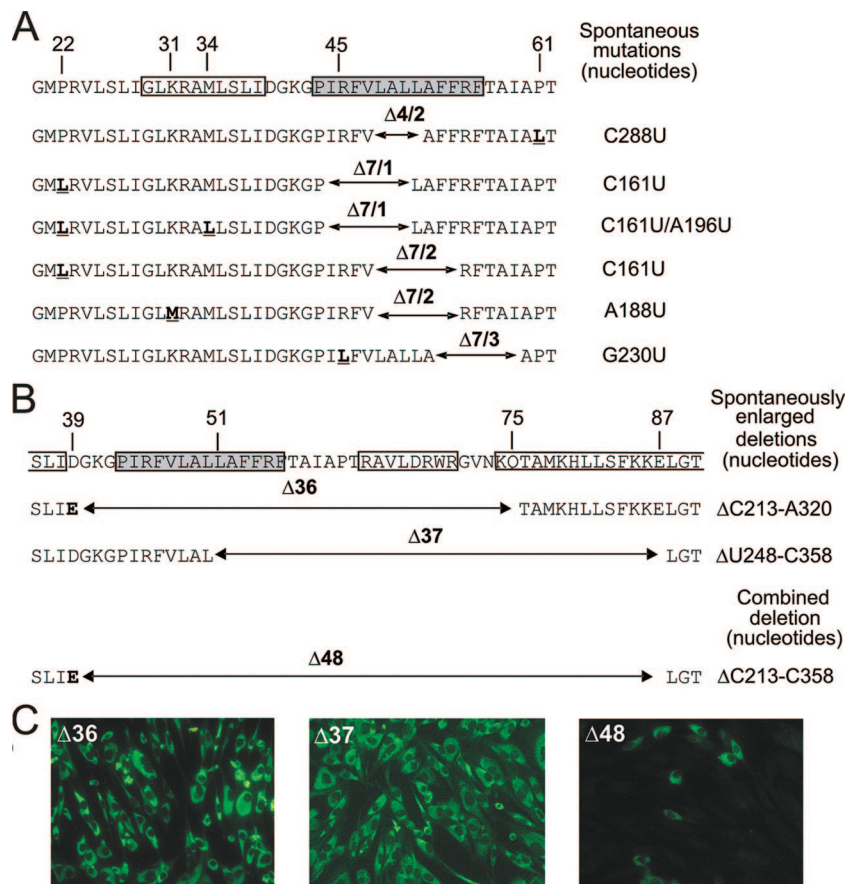 A
Spontaneous mutations (nucleotides)
22 31 34 45 61
GMPRVLSLIGLKRAMLSLIDGKGPIRFVLALLAFFRFTAIAPT
Δ4/2
GMPRVLSLIGLKRAMLSLIDGKGPIRFV AFFRFTAIALT C288U
Δ7/1
GMLRVLSLIGLKRAMLSLIDGKGP LAFFRFTAIAPT C161U
Δ7/1
GMLRVLSLIGLKRALLSLIDGKGP LAFFRFTAIAPT C161U/A196U
Δ7/2
GMLRVLSLIGLKRAMLSLIDGKGPIRFV RFTAIAPT C161U
Δ7/2
GMPRVLSLIGLMRAMLSLIDGKGPIRFV RFTAIAPT A188U
Δ7/3
GMPRVLSLIGLKRAMLSLIDGKGPILFVLALLA APT G230U
B
Spontaneously enlarged deletions (nucleotides)
39 51 75 87
SLIDGKGPIRFVLALLAFFRFTAIAPTRAVLDRWRGVNKQTAMKHLLSFKKELGT
Δ36
SLIE TAMKHLLSFKKELGT ΔC213-A320
Δ37
SLIDGKGPIRFVLAL LGT ΔU248-C358
Combined deletion (nucleotides)
Δ48
SLIE LGT ΔC213-C358
C
Δ36 Δ37 Δ48